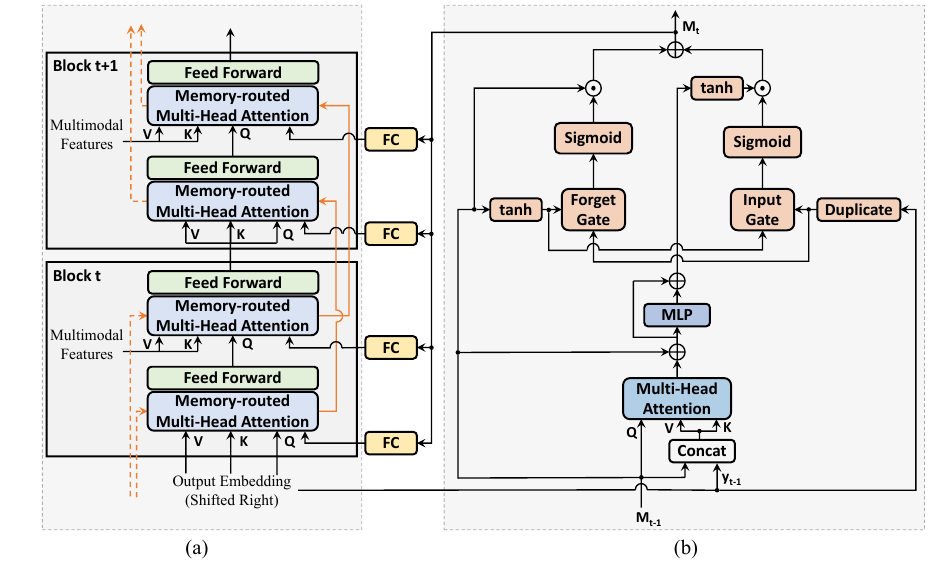 Block t+1
Feed Forward
Memory-routed
Multi-Head Attention
Multimodal
Features
V
K
Q
FC
Feed Forward
Memory-routed
Multi-Head Attention
V
K
Q
FC
Block t
Feed Forward
Memory-routed
Multi-Head Attention
Multimodal
Features
V
K
Q
FC
Feed Forward
Memory-routed
Multi-Head Attention
V
K
Q
FC
Output Embedding
(Shifted Right)
(a)
Mt
tanh
Sigmoid
Sigmoid
tanh
Forget
Gate
Input
Gate
Duplicate
MLP
Multi-Head
Attention
Q
V
K
Concat
yt-1
Mt-1
(b)